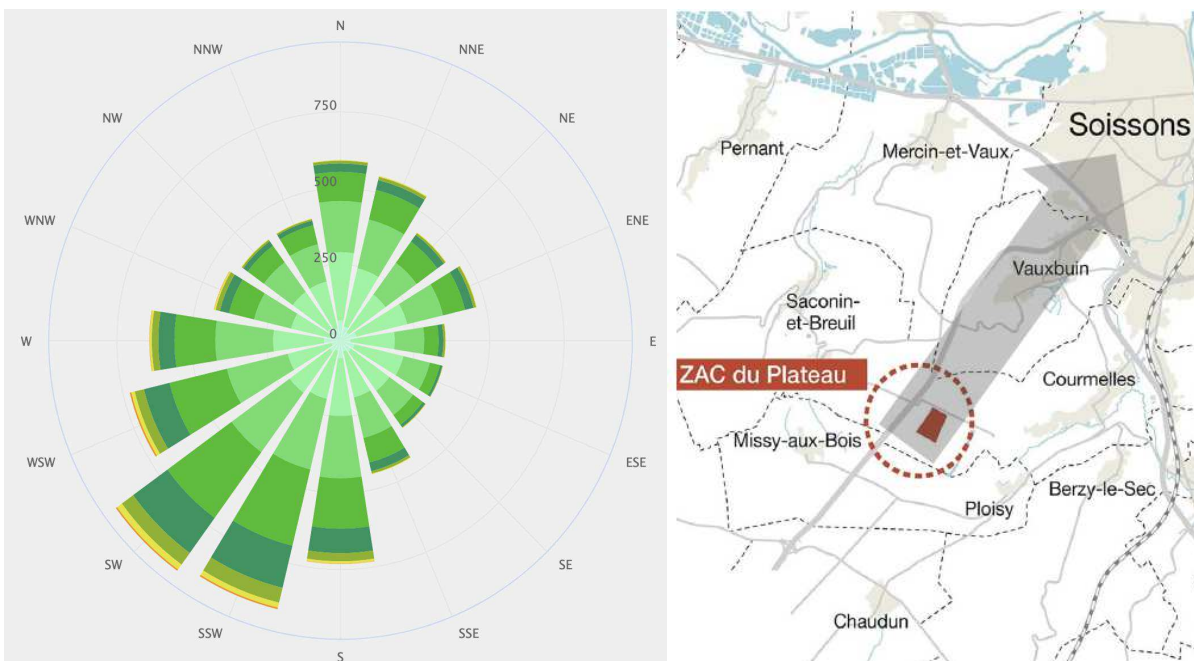 N
NNE
NE
ENE
E
ESE
SE
SSE
S
SSW
SW
WSW
W
WNW
NW
NNW
750
500
250
0
Soissons
Pernant
Mercin-et-Vaux
Vauxbuin
Saconin-
et-Breuil
ZAC du Plateau
Courmelles
Missy-aux-Bois
Ploisy
Berzy-le-Sec
Chaudun